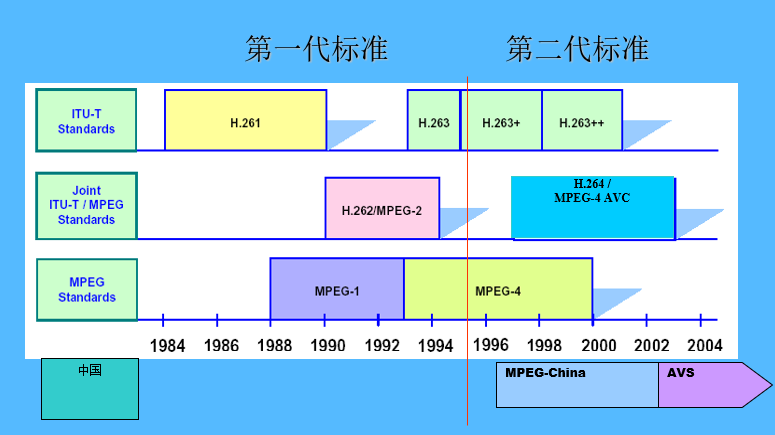 第一代标准
第二代标准
ITU-T
Standards
H.261
H.263
H.263+
H.263++
Joint
ITU-T / MPEG
Standards
H.262/MPEG-2
H.264 /
MPEG-4 AVC
MPEG
Standards
MPEG-1
MPEG-4
1984 1986 1988 1990 1992 1994 1996 1998 2000 2002 2004
中国
MPEG-China
AVS